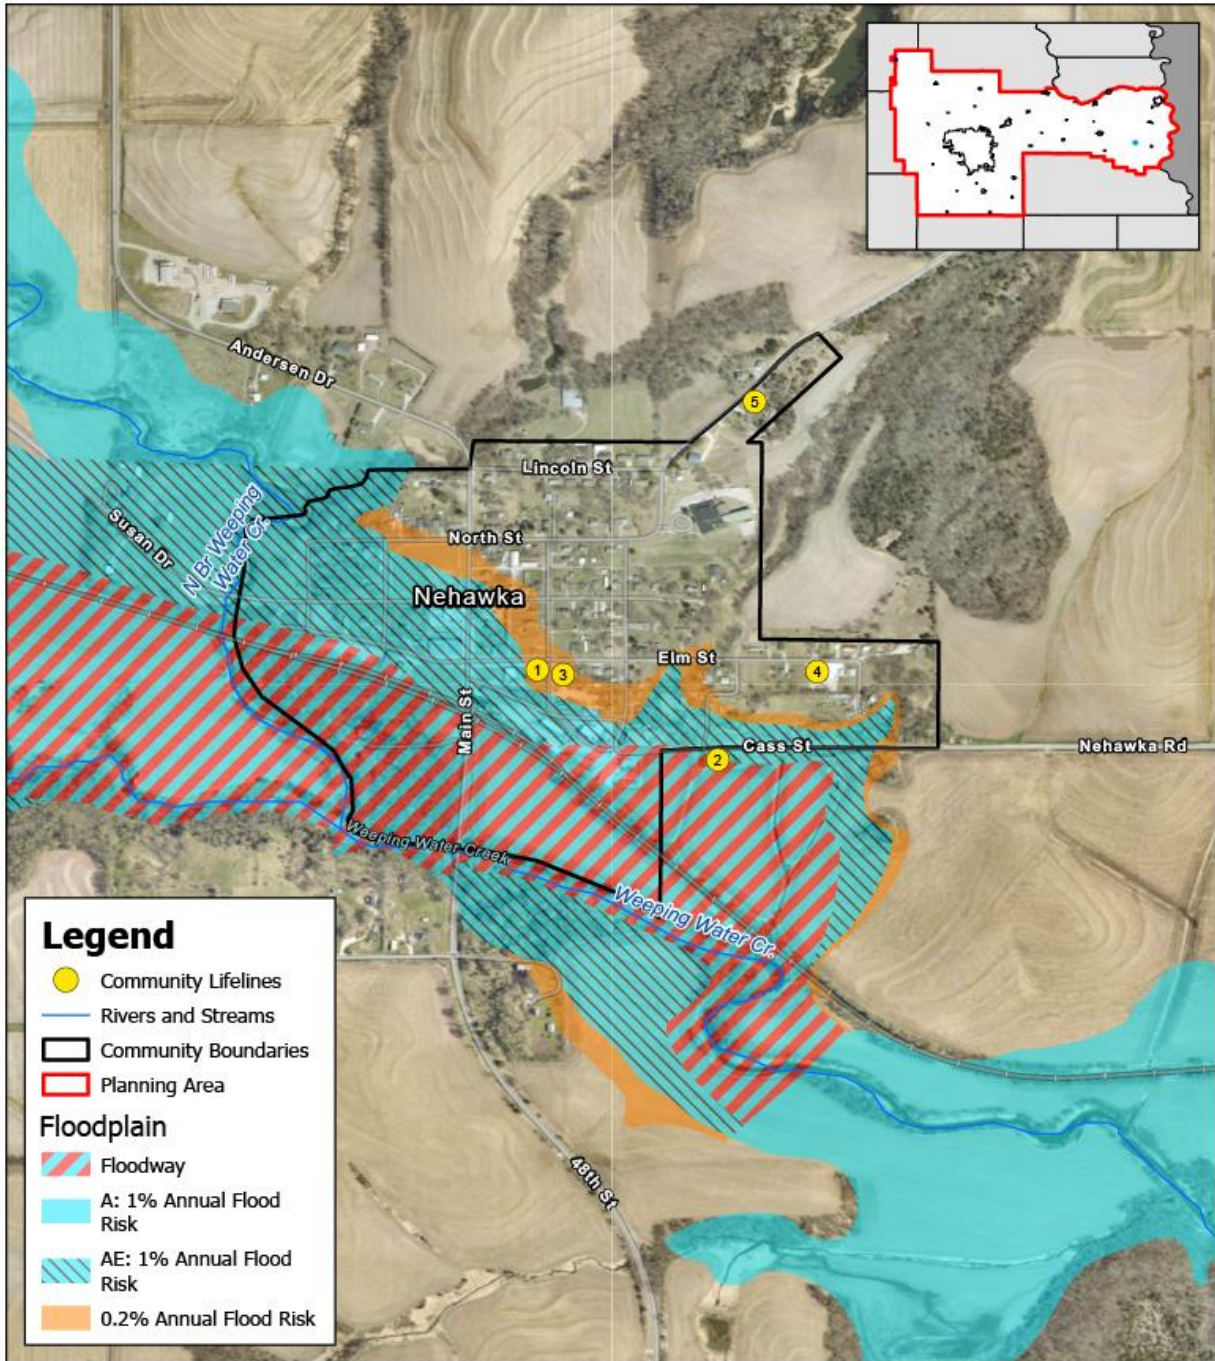 Andersen Dr
5
Lincoln St
Susan Dr
N Br Weeping
Water Cr.
North St
Nehawka
1
3
Elm St
4
Main St
Cass St
Nehawka Rd
2
Weeping Water Creek
Weeping Water Cr.
48th St
Legend
Community Lifelines
Rivers and Streams
Community Boundaries
Planning Area
Floodplain
Floodway
A: 1% Annual Flood
Risk
AE: 1% Annual Flood
Risk
0.2% Annual Flood Risk